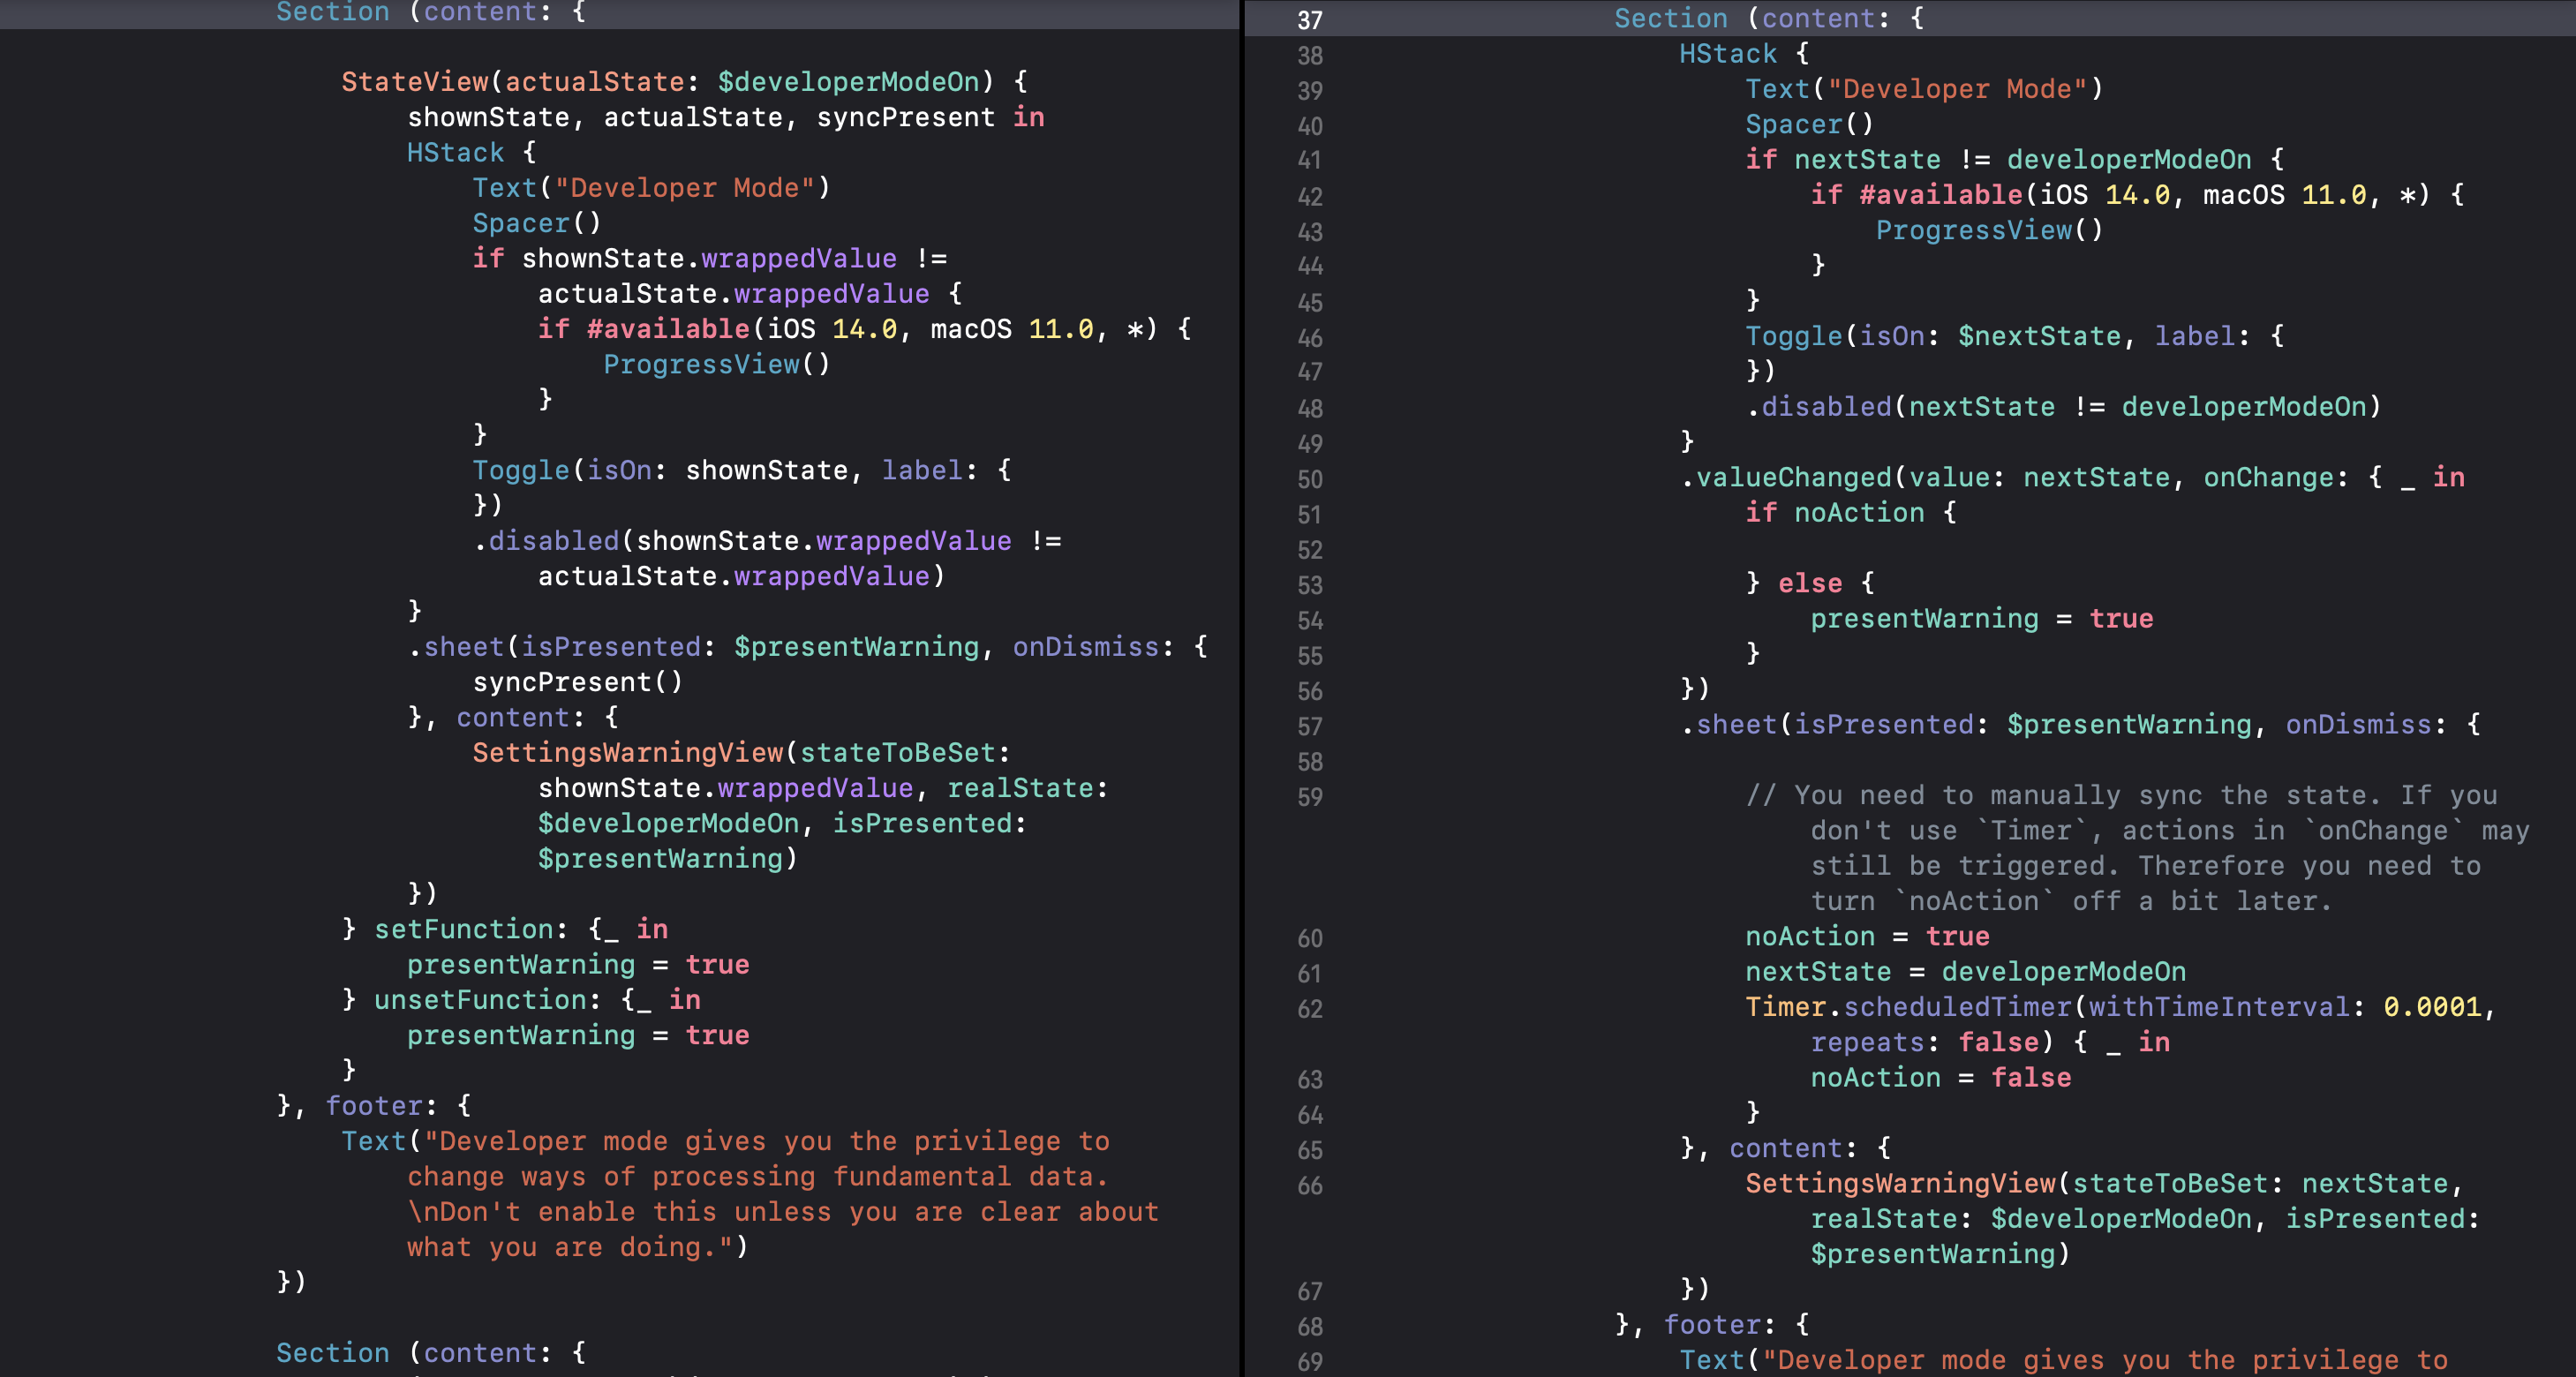 Section (content: {
StateView(actualState: $developerModeOn) {
shownState, actualState, syncPresent in
HStack {
Text("Developer Mode")
Spacer()
if shownState.wrappedValue !=
actualState.wrappedValue {
if #available(iOS 14.0, macOS 11.0, *) {
ProgressView()
}
}
Toggle(isOn: shownState, label: {
})
.disabled(shownState.wrappedValue !=
actualState.wrappedValue)
}
.sheet(isPresented: $presentWarning, onDismiss: {
syncPresent()
}, content: {
SettingsWarningView(stateToBeSet:
shownState.wrappedValue, realState:
$developerModeOn, isPresented:
$presentWarning)
})
} setFunction: {_ in
presentWarning = true
} unsetFunction: {_ in
presentWarning = true
}
}, footer: {
Text("Developer mode gives you the privilege to
change ways of processing fundamental data.
\nDon't enable this unless you are clear about
what you are doing.")
})
Section (content: {
37 Section (content: {
38 HStack {
39 Text("Developer Mode")
40 Spacer()
41 if nextState != developerModeOn {
42 if #available(iOS 14.0, macOS 11.0, *) {
43 ProgressView()
44 }
45 }
46 Toggle(isOn: $nextState, label: {
47 })
48 .disabled(nextState != developerModeOn)
49 }
50 .valueChanged(value: nextState, onChange: { _ in
51 if noAction {
52
53 } else {
54 presentWarning = true
55 }
56 })
57 .sheet(isPresented: $presentWarning, onDismiss: {
58
59 // You need to manually sync the state. If you
don't use `Timer`, actions in `onChange` may
still be triggered. Therefore you need to
turn `noAction` off a bit later.
60 noAction = true
61 nextState = developerModeOn
62 Timer.scheduledTimer(withTimeInterval: 0.0001,
repeats: false) { _ in
63 noAction = false
64 }
65 }, content: {
66 SettingsWarningView(stateToBeSet: nextState,
realState: $developerModeOn, isPresented:
$presentWarning)
67 })
68 }, footer: {
69 Text("Developer mode gives you the privilege to